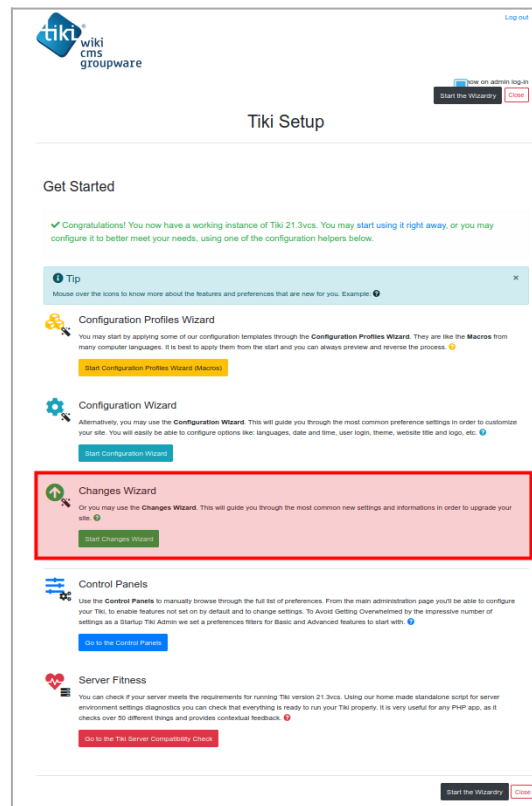 Log out
tiki wiki
cms
groupware
now on admin log-in
Start the Wizardry Close
Tiki Setup
Get Started
Congratulations! You now have a working instance of Tiki 21.3vcs. You may start using it right away, or you may
configure it to better meet your needs, using one of the configuration helpers below.
Tip ×
Mouse over the icons to know more about the features and preferences that are new for you. Example:
Configuration Profiles Wizard
You may start by applying some of our configuration templates through the Configuration Profiles Wizard. They are like the Macros from
many computer languages. It is best to apply them from the start and you can always preview and reverse the process.
Start Configuration Profiles Wizard (Macros)
Configuration Wizard
Alternatively, you may use the Configuration Wizard. This will guide you through the most common preference settings in order to customize
your site. You will easily be able to configure options like: languages, date and time, user login, theme, website title and logo, etc.
Start Configuration Wizard
Changes Wizard
Or you may use the Changes Wizard. This will guide you through the most common new settings and informations in order to upgrade your
site.
Start Changes Wizard
Control Panels
Use the Control Panels to manually browse through the full list of preferences. From the main administration page you'll be able to configure
your Tiki, to enable features not set on by default and to change settings. To Avoid Getting Overwhelmed by the impressive number of
settings as a Startup Tiki Admin we set a preferences filters for Basic and Advanced features to start with.
Go to the Control Panels
Server Fitness
You can check if your server meets the requirements for running Tiki version 21.3vcs. Using our home made standalone script for server
environment settings diagnostics you can check that everything is ready to run your Tiki properly. It is very useful for any PHP app, as it
checks over 50 different things and provides contextual feedback.
Go to the Tiki Server Compatibility Check
Start the Wizardry Close